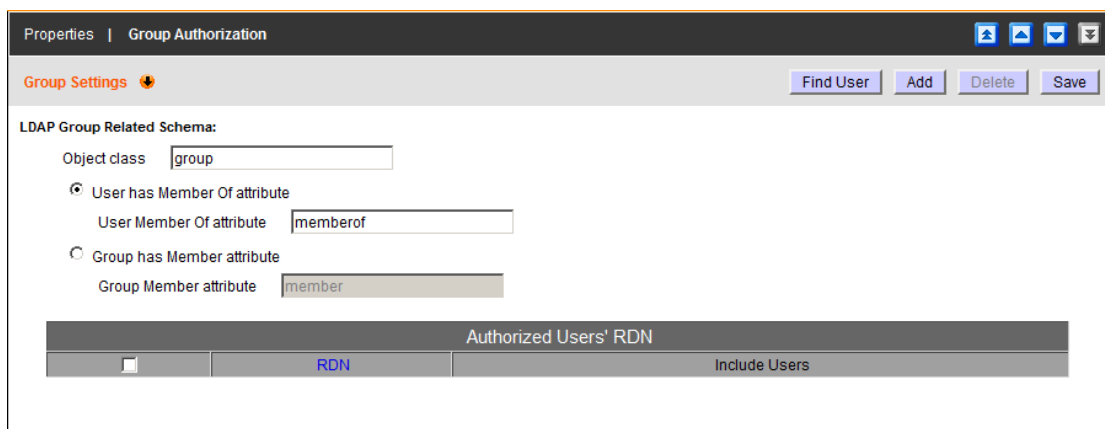 Properties | Group Authorization
Group Settings Find User Add Delete Save
LDAP Group Related Schema:
Object class group
User has Member Of attribute
User Member Of attribute memberof
Group has Member attribute
Group Member attribute member
Authorized Users' RDN
RDN Include Users